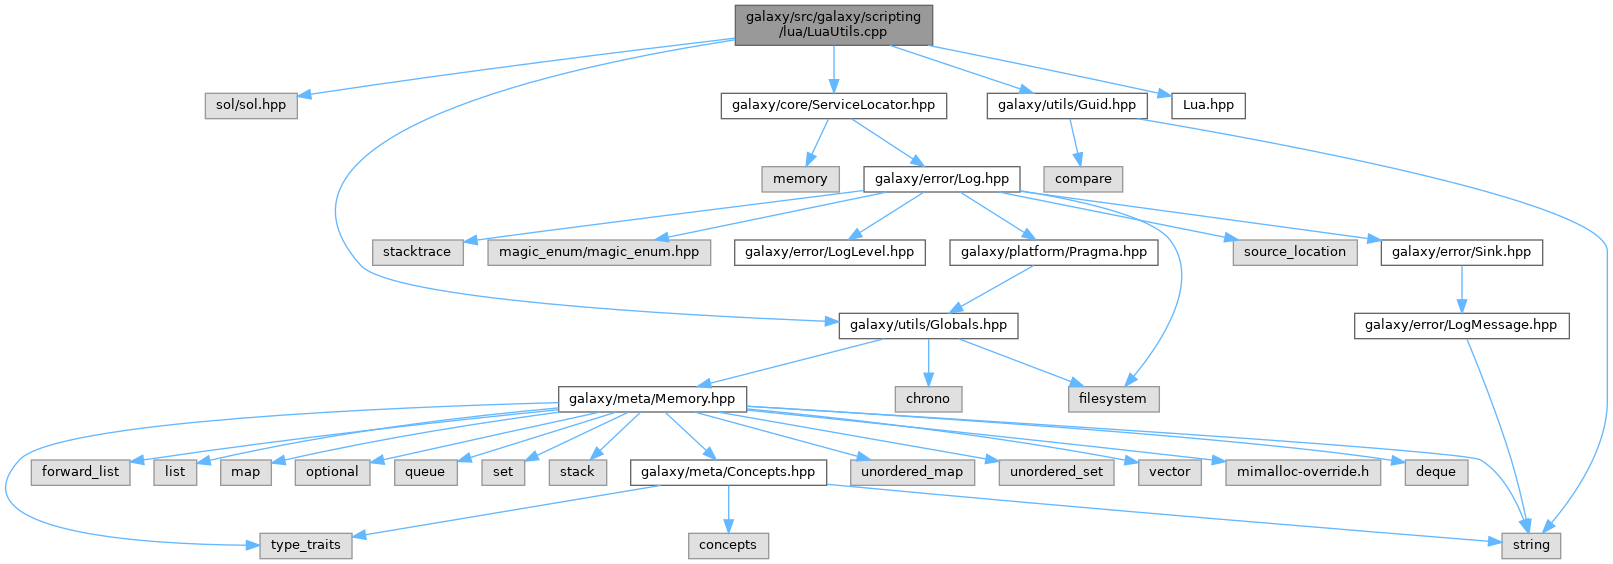 galaxy/src/galaxy/scripting
/lua/LuaUtils.cpp
sol/sol.hpp
galaxy/core/ServiceLocator.hpp
galaxy/utils/Guid.hpp
Lua.hpp
memory
galaxy/error/Log.hpp
compare
stacktrace
magic_enum/magic_enum.hpp
galaxy/error/LogLevel.hpp
galaxy/platform/Pragma.hpp
source_location
galaxy/error/Sink.hpp
galaxy/utils/Globals.hpp
galaxy/error/LogMessage.hpp
galaxy/meta/Memory.hpp
chrono
filesystem
forward_list
list
map
optional
queue
set
stack
galaxy/meta/Concepts.hpp
unordered_map
unordered_set
vector
mimalloc-override.h
deque
type_traits
concepts
string